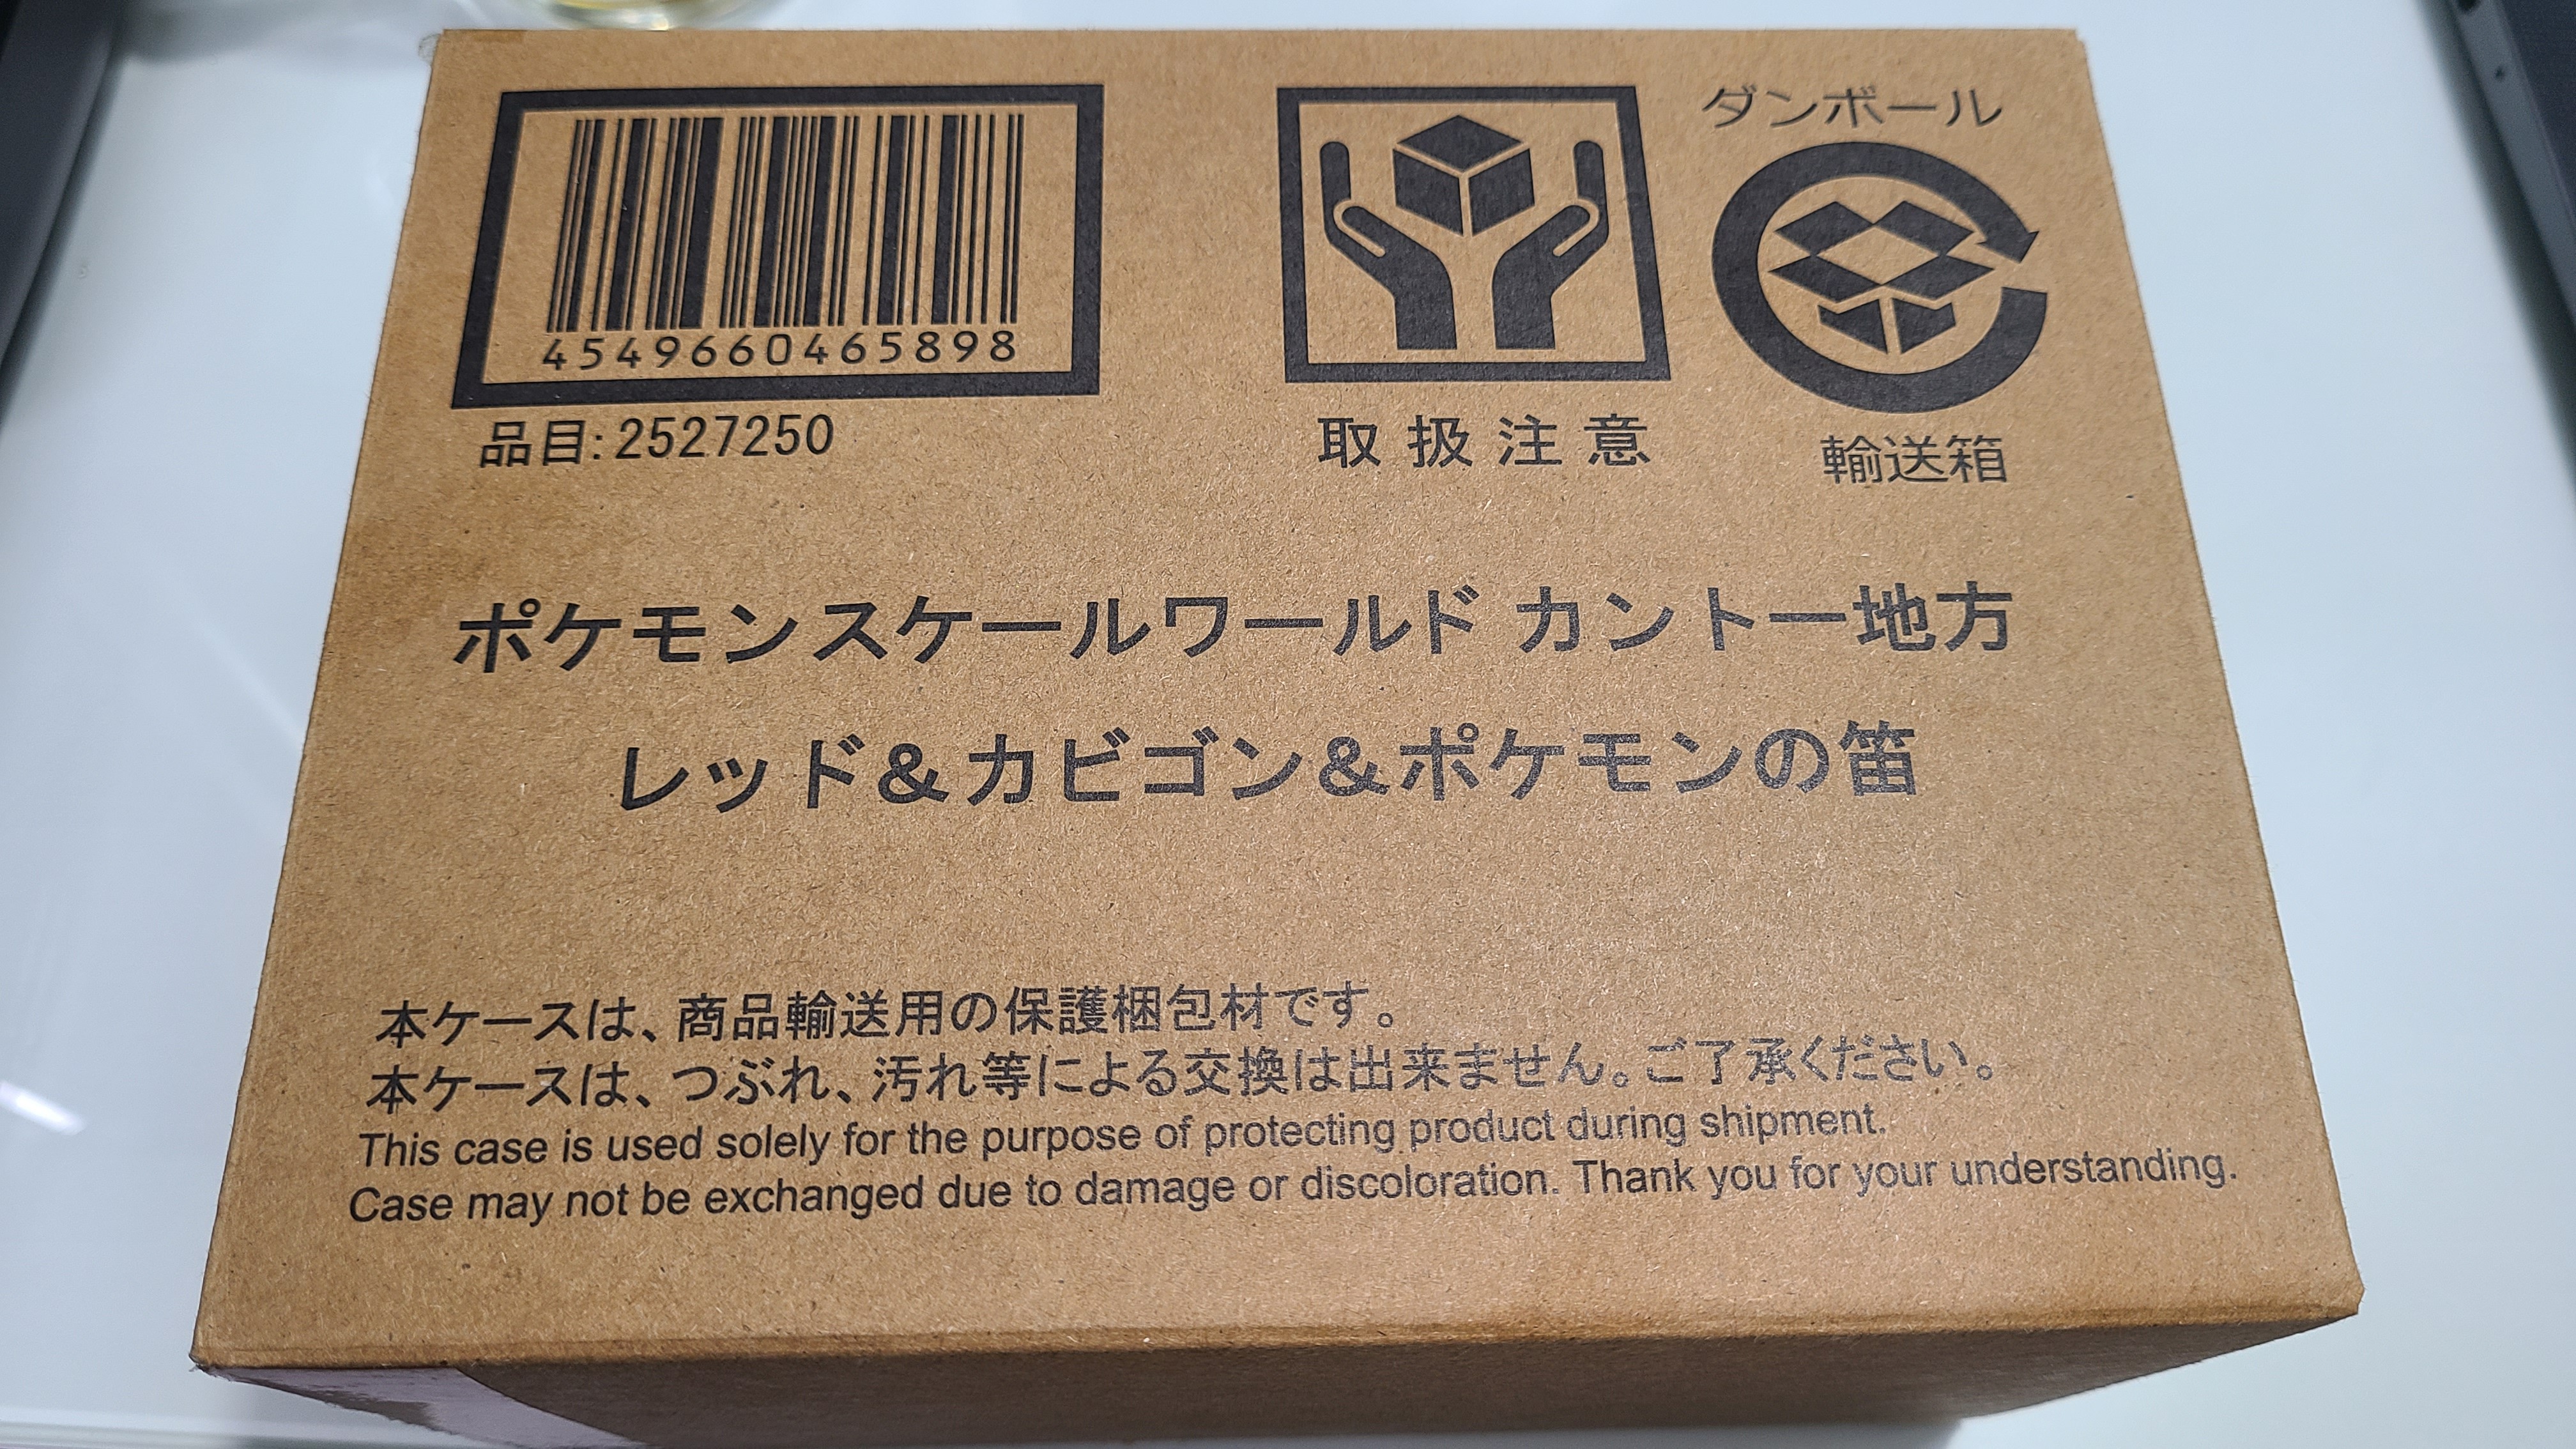 ダンボール
4549660465898
品目:2527250
取扱注意
輸送箱
ポケモンスケールワールド カントー地方
レッド&カビゴン&ポケモンの笛
本ケースは、商品輸送用の保護梱包材です。
本ケースは、つぶれ、汚れ等による交換は出来ません。ご了承ください。
This case is used solely for the purpose of protecting product during shipment.
Case may not be exchanged due to damage or discoloration. Thank you for your understanding.